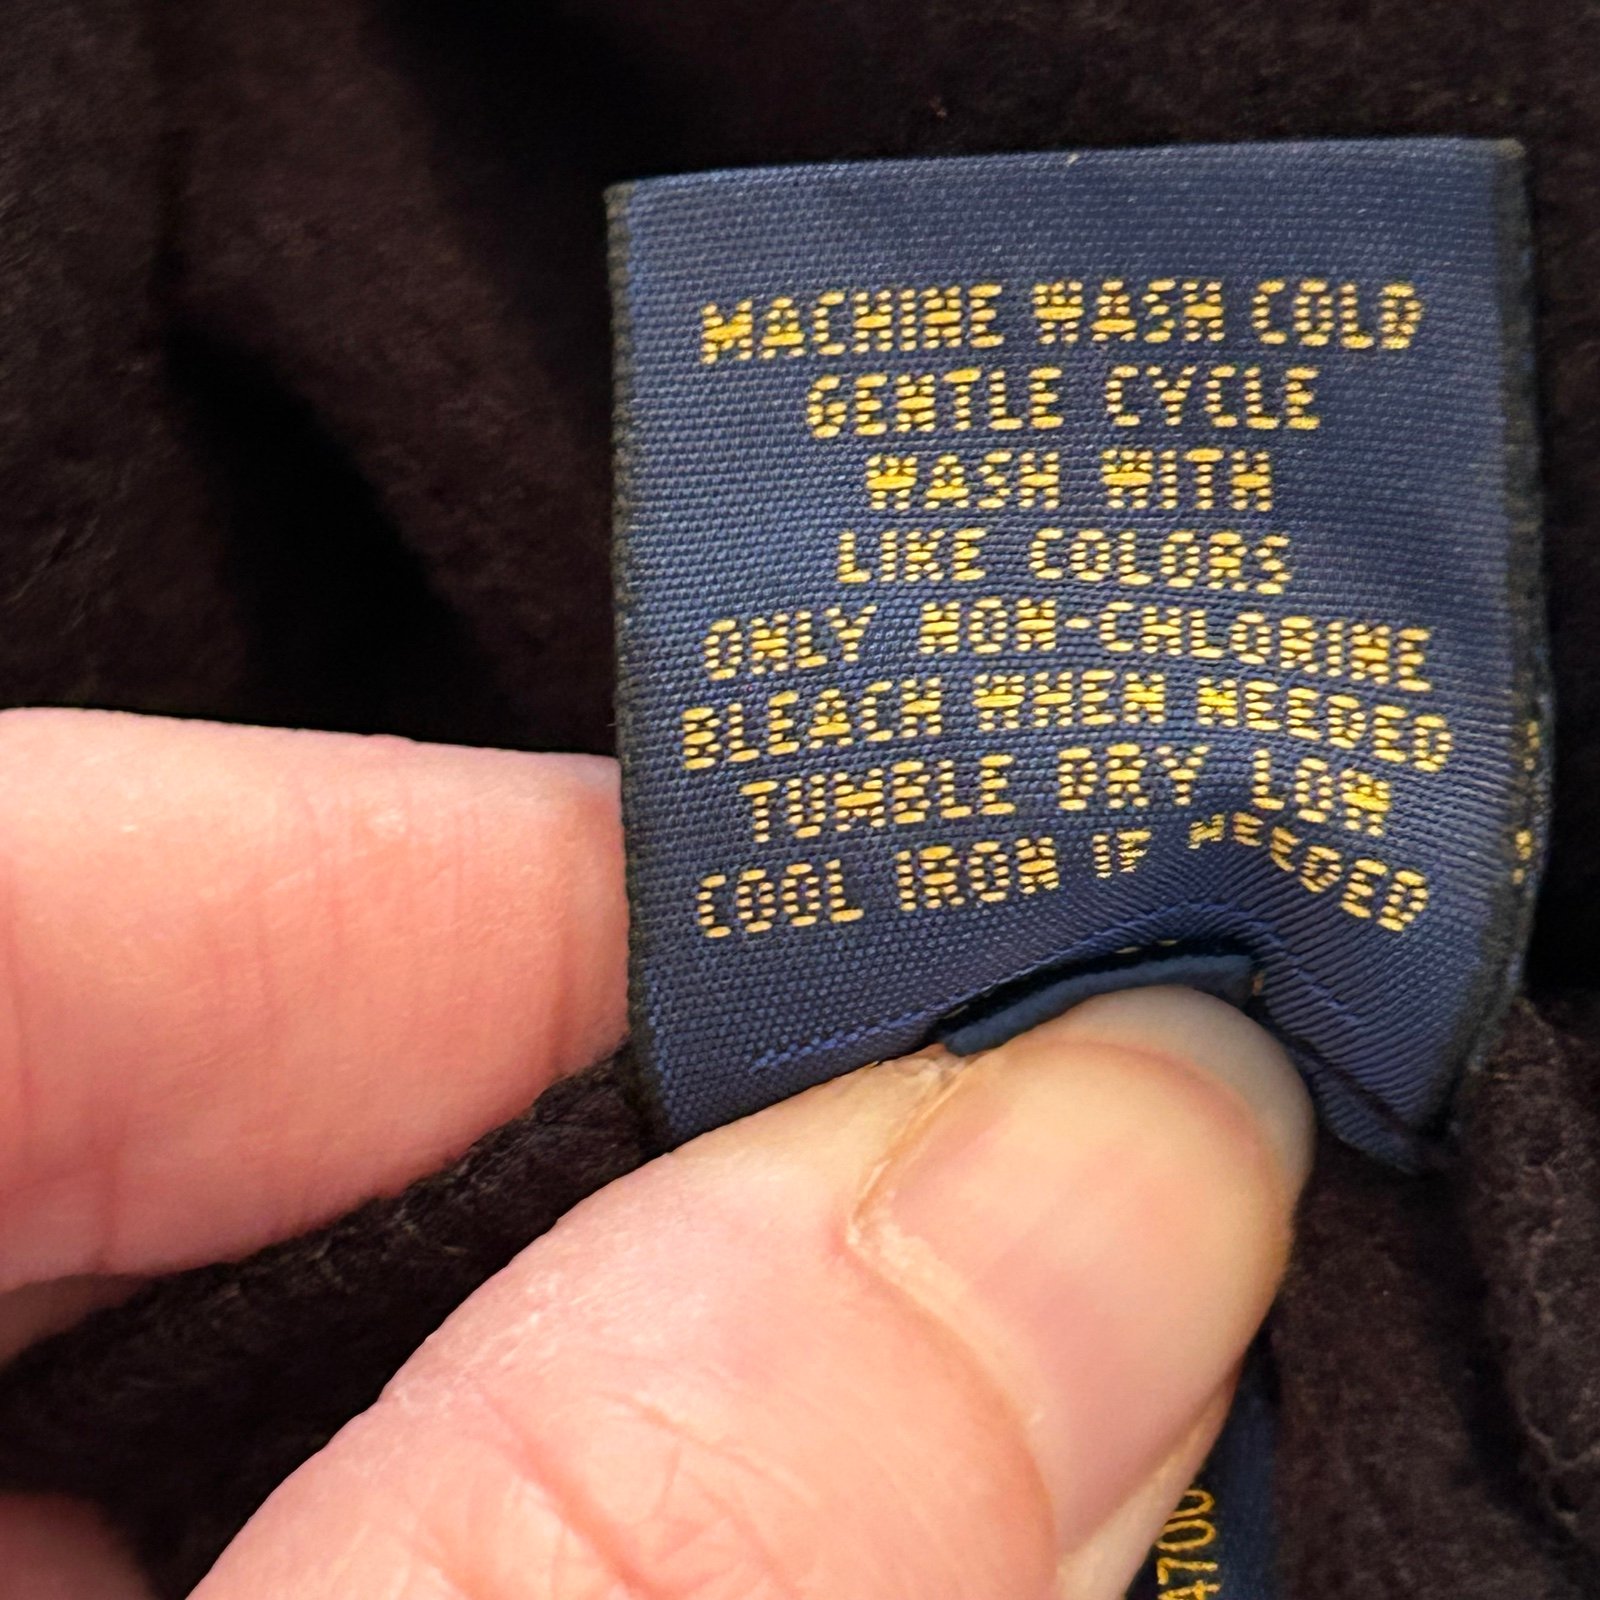 MACHINE WASH COLD
GENTLE CYCLE
WASH WITH
LIKE COLORS
ONLY NON-CHLORINE
BLEACH WHEN NEEDED
TUMBLE DRY LOW
COOL IRON IF NEEDED
4700